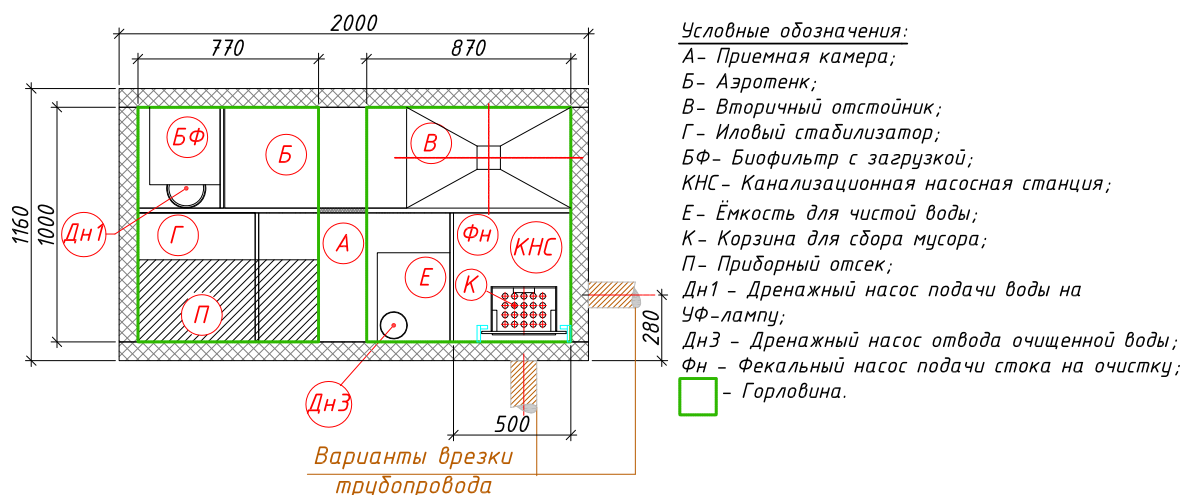 2000
770
870
1160
1000
БФ
Б
В
Дн1
Г
А
Фн
КНС
Е
К
П
280
Дн3
500
Варианты врезки
трубопровода
Условные обозначения:
А- Приемная камера;
Б- Аэротенк;
В- Вторичный отстойник;
Г- Иловый стабилизатор;
БФ- Биофильтр с загрузкой;
КНС- Канализационная насосная станция;
Е- Ёмкость для чистой воды;
К- Корзина для сбора мусора;
П- Приборный отсек;
Дн1 - Дренажный насос подачи воды на
УФ-лампу;
Дн3 - Дренажный насос отвода очищенной воды;
Фн - Фекальный насос подачи стока на очистку;
- Горловина.